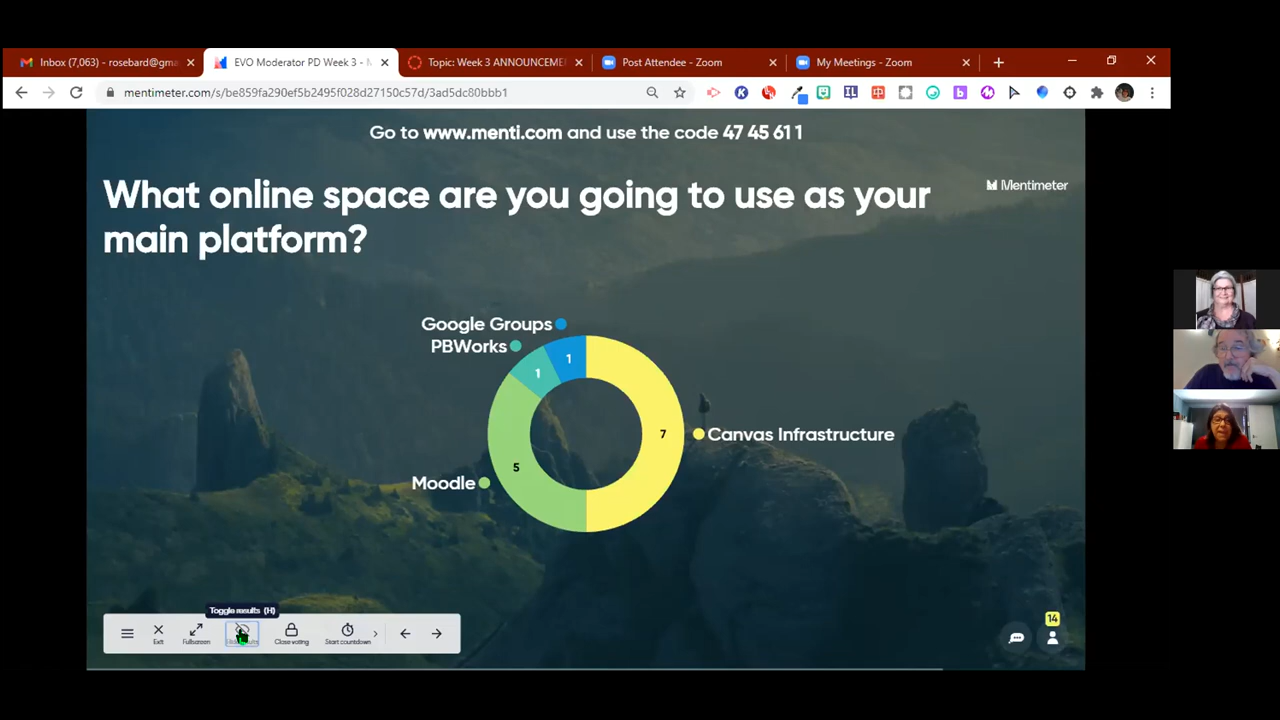 Inbox (7,063) - rosebard@gma
EVO Moderator PD Week 3 - M
Topic: Week 3 ANNOUNCEME
Post Attendee - Zoom
My Meetings - Zoom
mentimeter.com/s/be859fa290ef5b2495f028d27150c57d/3ad5dc80bbb1
Go to www.menti.com and use the code 47 45 61 1
Mentimeter
What online space are you going to use as your
main platform?
Google Groups
PBWorks
1
1
7
Canvas Infrastructure
5
Moodle
Toggle results (H)
Exit
Fullscreen
Close voting
Start countdown
14